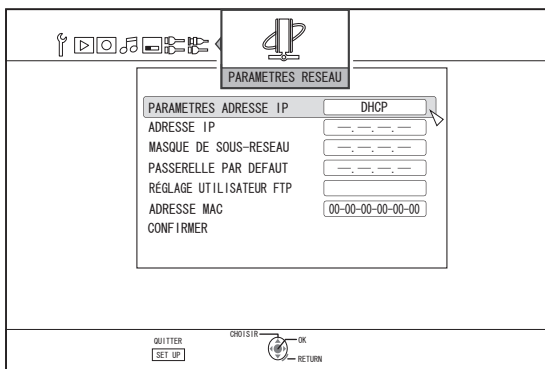 PARAMETRES RESEAU
PARAMETRES ADRESSE IP DHCP
ADRESSE IP —.—.—.—
MASQUE DE SOUS-RESEAU —.—.—.—
PASSERELLE PAR DEFAUT —.—.—.—
RÉGLAGE UTILISATEUR FTP
ADRESSE MAC 00-00-00-00-00-00
CONFIRMER
QUITTER
SET UP
CHOISIR
OK
RETURN